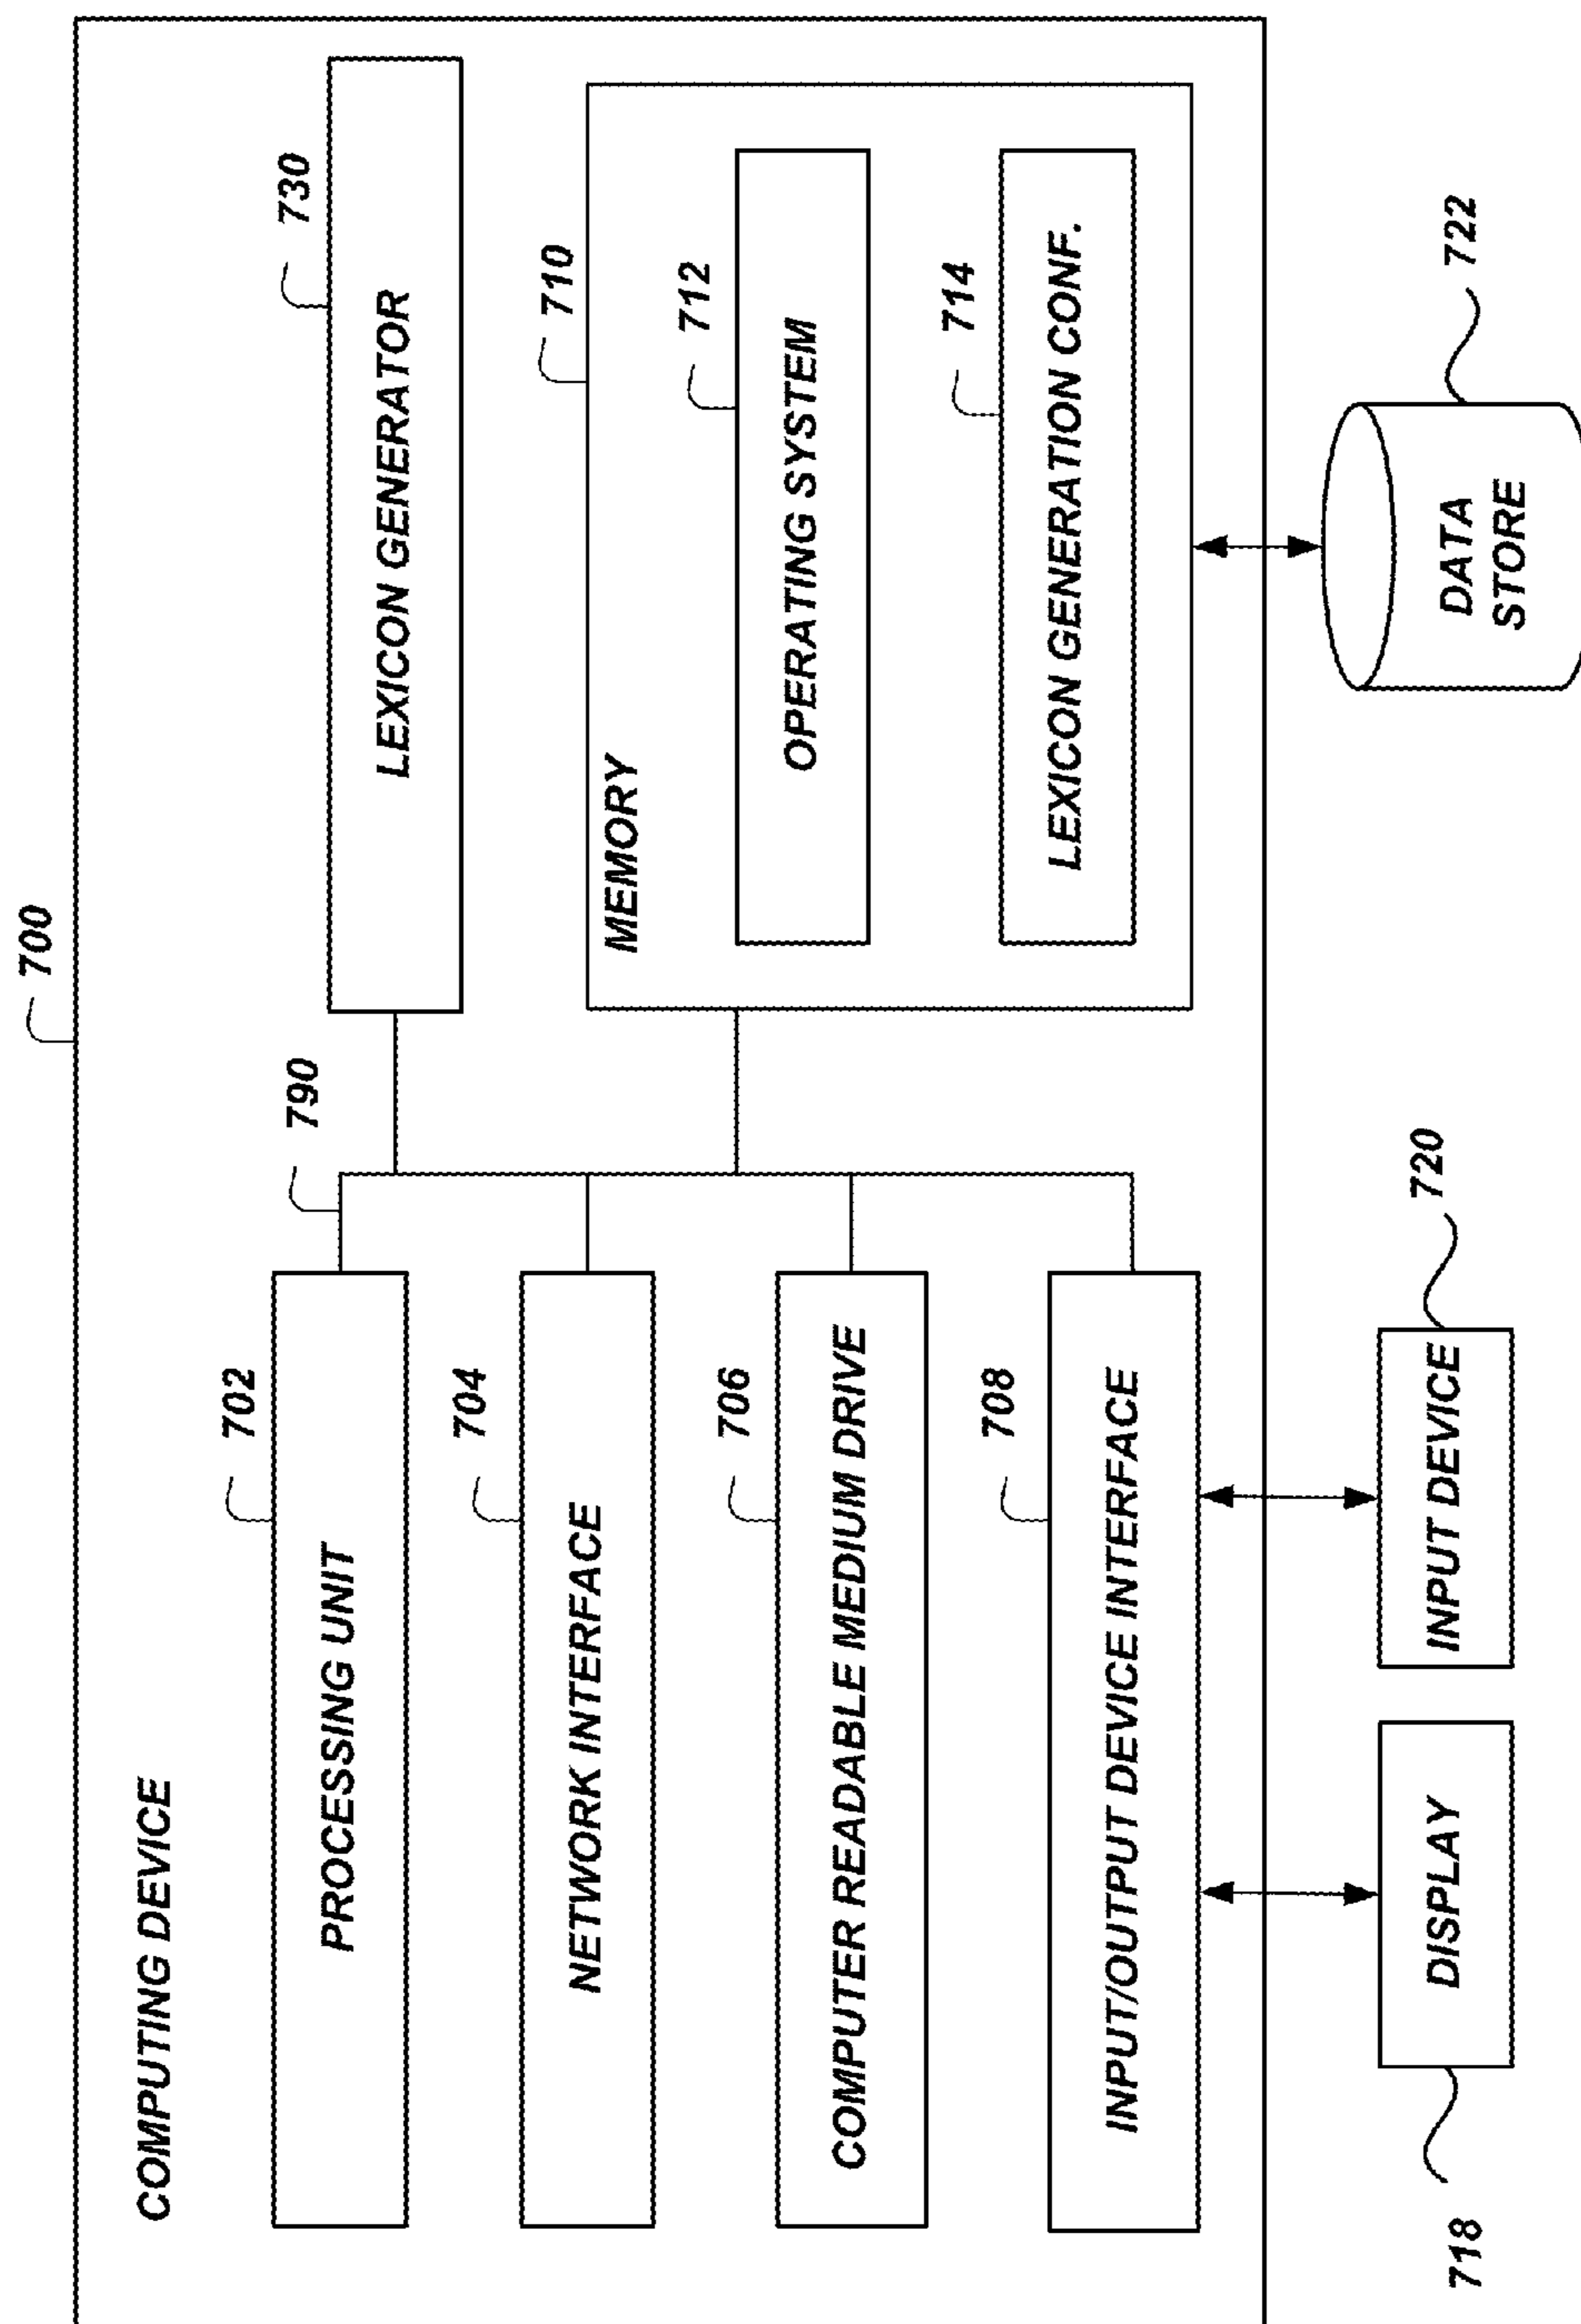 700
COMPUTING DEVICE
702
PROCESSING UNIT
704
NETWORK INTERFACE
706
COMPUTER READABLE MEDIUM DRIVE
708
INPUT/OUTPUT DEVICE INTERFACE
790
730
LEXICON GENERATOR
710
MEMORY
712
OPERATING SYSTEM
714
LEXICON GENERATION CONF.
718
DISPLAY
INPUT DEVICE
720
DATA
STORE
722